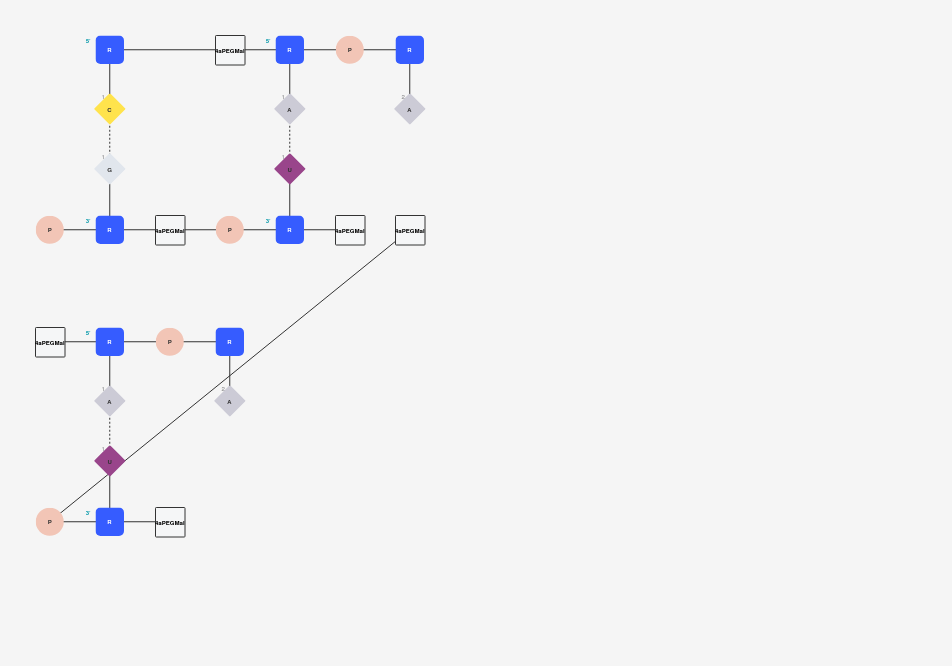 5' R 4aPEGMal 5' R P R
1 C 1 A 2 A
1 G 1 U
P 3' R 4aPEGMal P 3' R 4aPEGMal 4aPEGMal
4aPEGMal 5' R P R
1 A 2 A
1 U
P 3' R 4aPEGMal